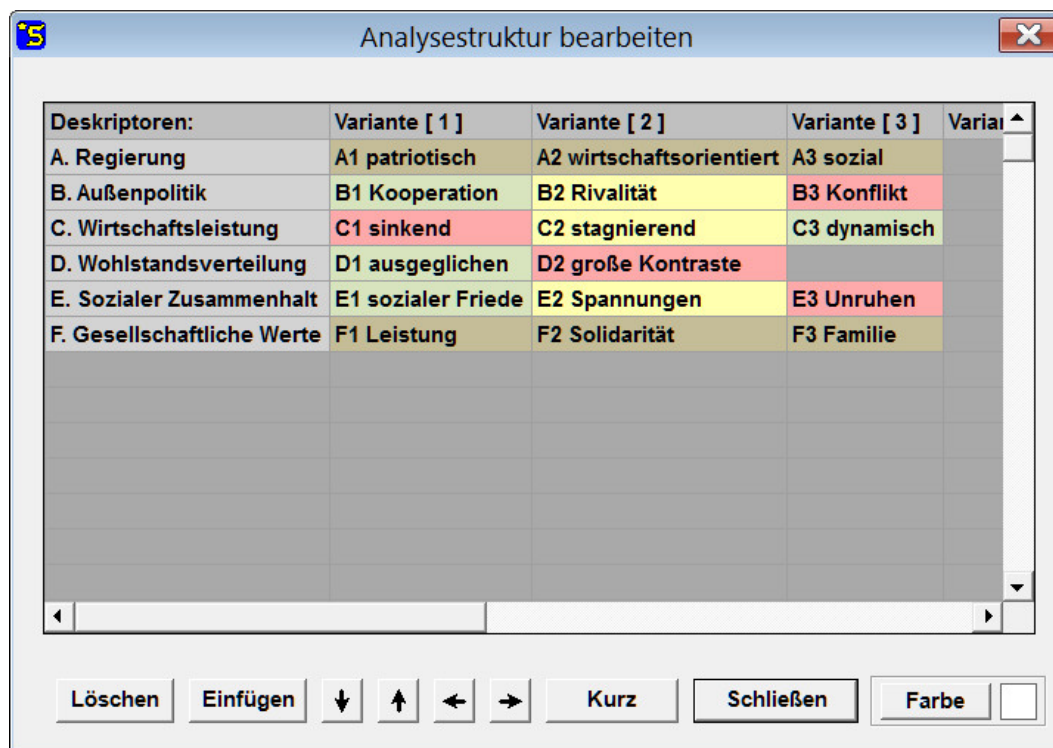 Analysestruktur bearbeiten
Deskriptoren: Variante [ 1 ] Variante [ 2 ] Variante [ 3 ] Varia
A. Regierung A1 patriotisch A2 wirtschaftsorientiert A3 sozial
B. Außenpolitik B1 Kooperation B2 Rivalität B3 Konflikt
C. Wirtschaftsleistung C1 sinkend C2 stagnierend C3 dynamisch
D. Wohlstandsverteilung D1 ausgeglichen D2 große Kontraste
E. Sozialer Zusammenhalt E1 sozialer Friede E2 Spannungen E3 Unruhen
F. Gesellschaftliche Werte F1 Leistung F2 Solidarität F3 Familie
Löschen Einfügen Kurz Schließen Farbe